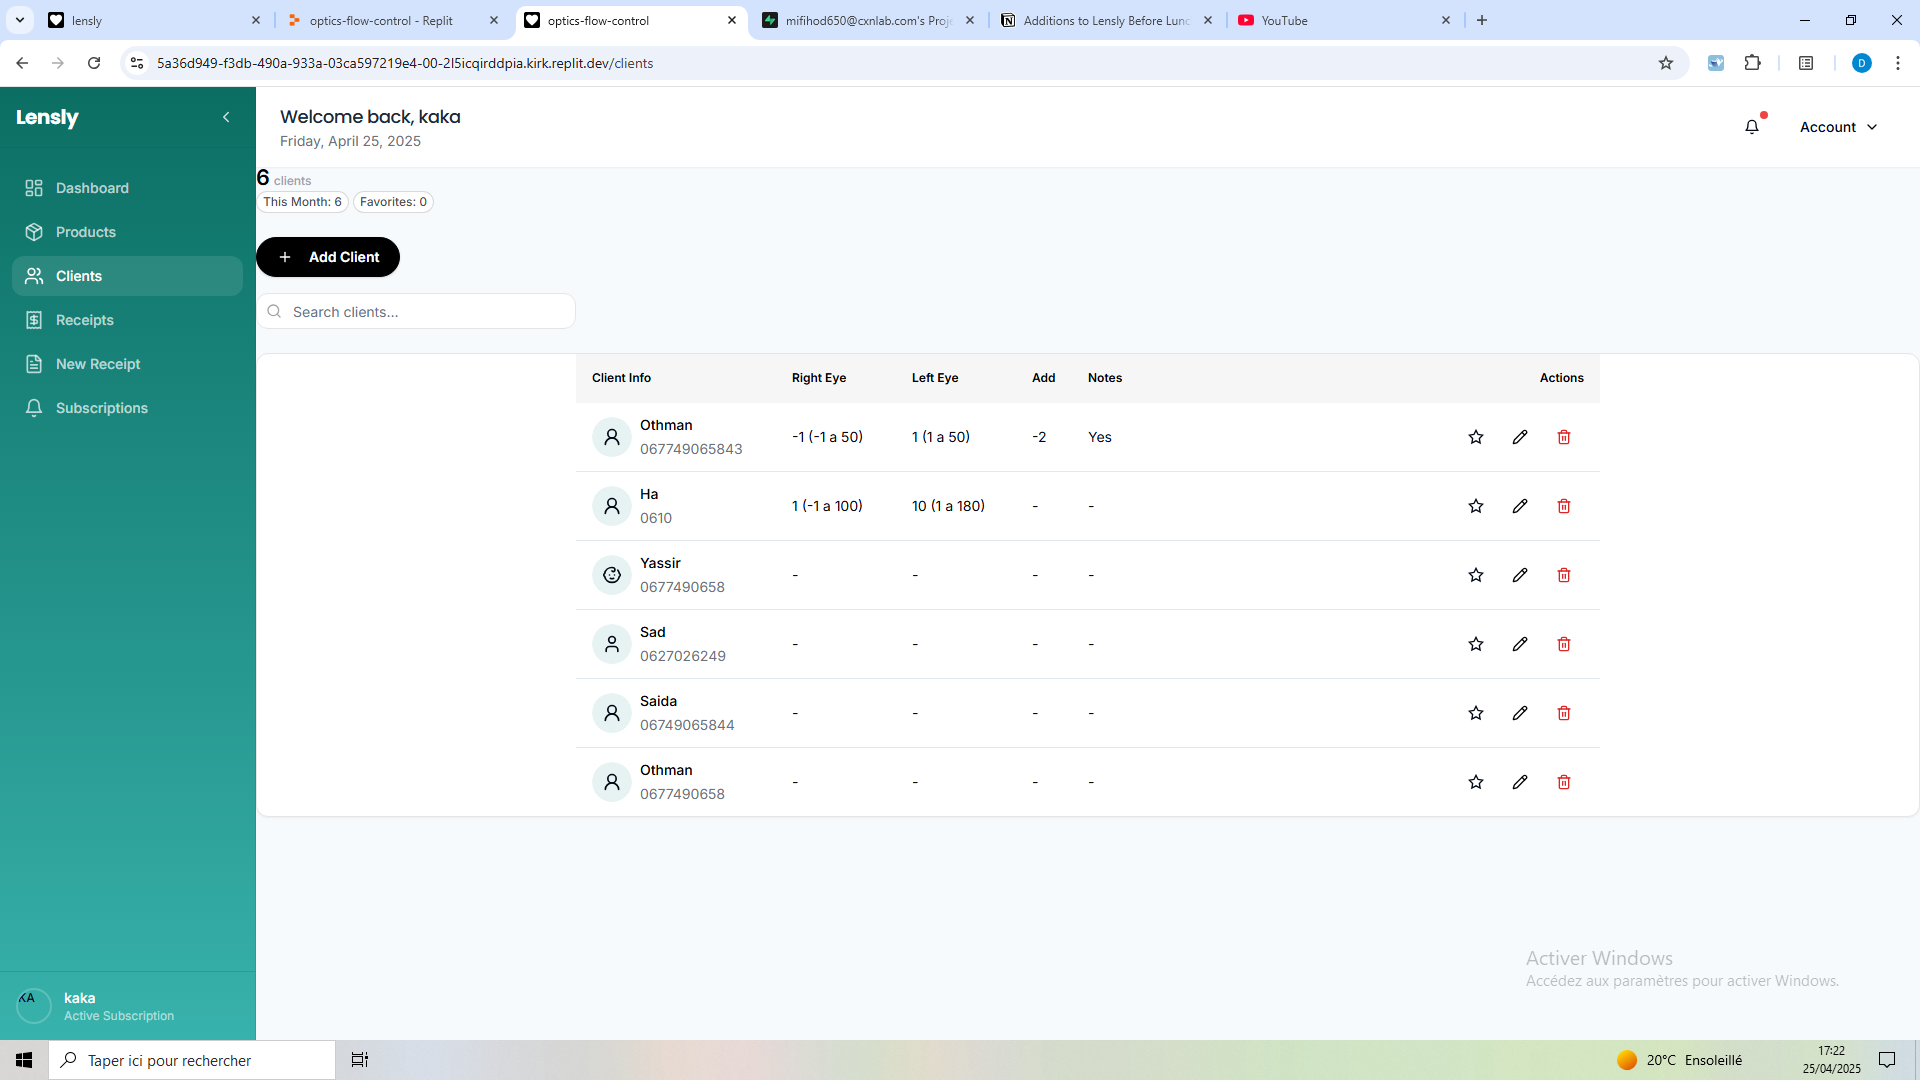 lensly
optics-flow-control - Replit
optics-flow-control
mifihod650@cxnlab.com's Proje
Additions to Lensly Before Lunc
YouTube
5a36d949-f3db-490a-933a-03ca597219e4-00-2l5icqirddpia.kirk.replit.dev/clients
D
Lensly
Dashboard
Products
Clients
Receipts
New Receipt
Subscriptions
KA
kaka
Active Subscription
Welcome back, kaka
Friday, April 25, 2025
Account
6 clients
This Month: 6 Favorites: 0
+ Add Client
Search clients...
Client Info Right Eye Left Eye Add Notes Actions
Othman
067749065843
-1 (-1 a 50) 1 (1 a 50) -2 Yes
Ha
0610
1 (-1 a 100) 10 (1 a 180) - -
Yassir
0677490658
- - - -
Sad
0627026249
- - - -
Saida
06749065844
- - - -
Othman
0677490658
- - - -
Activer Windows
Accédez aux paramètres pour activer Windows.
Taper ici pour rechercher
20°C Ensoleillé
17:22
25/04/2025